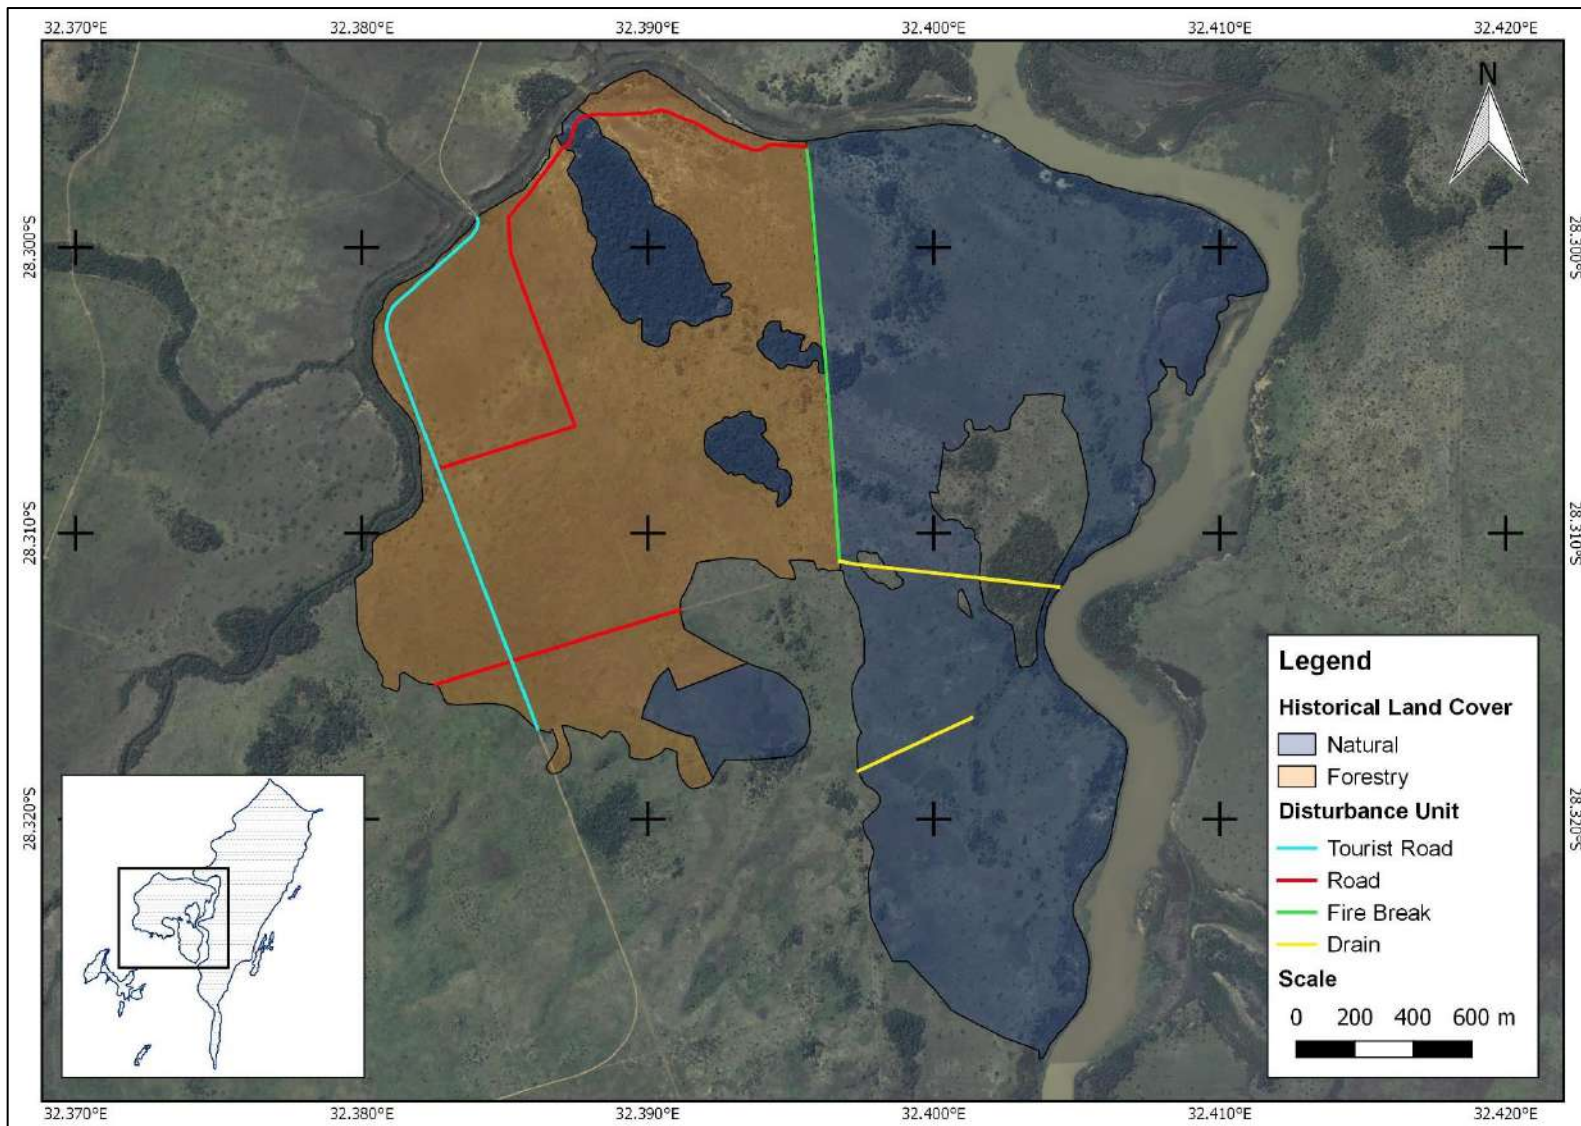 32.370°E 32.380°E 32.390°E 32.400°E 32.410°E 32.420°E
N
28.300°S 28.300°S
28.310°S 28.310°S
28.320°S 28.320°S
Legend
Historical Land Cover
Natural
Forestry
Disturbance Unit
Tourist Road
Road
Fire Break
Drain
Scale
0 200 400 600 m
32.370°E 32.380°E 32.390°E 32.400°E 32.410°E 32.420°E